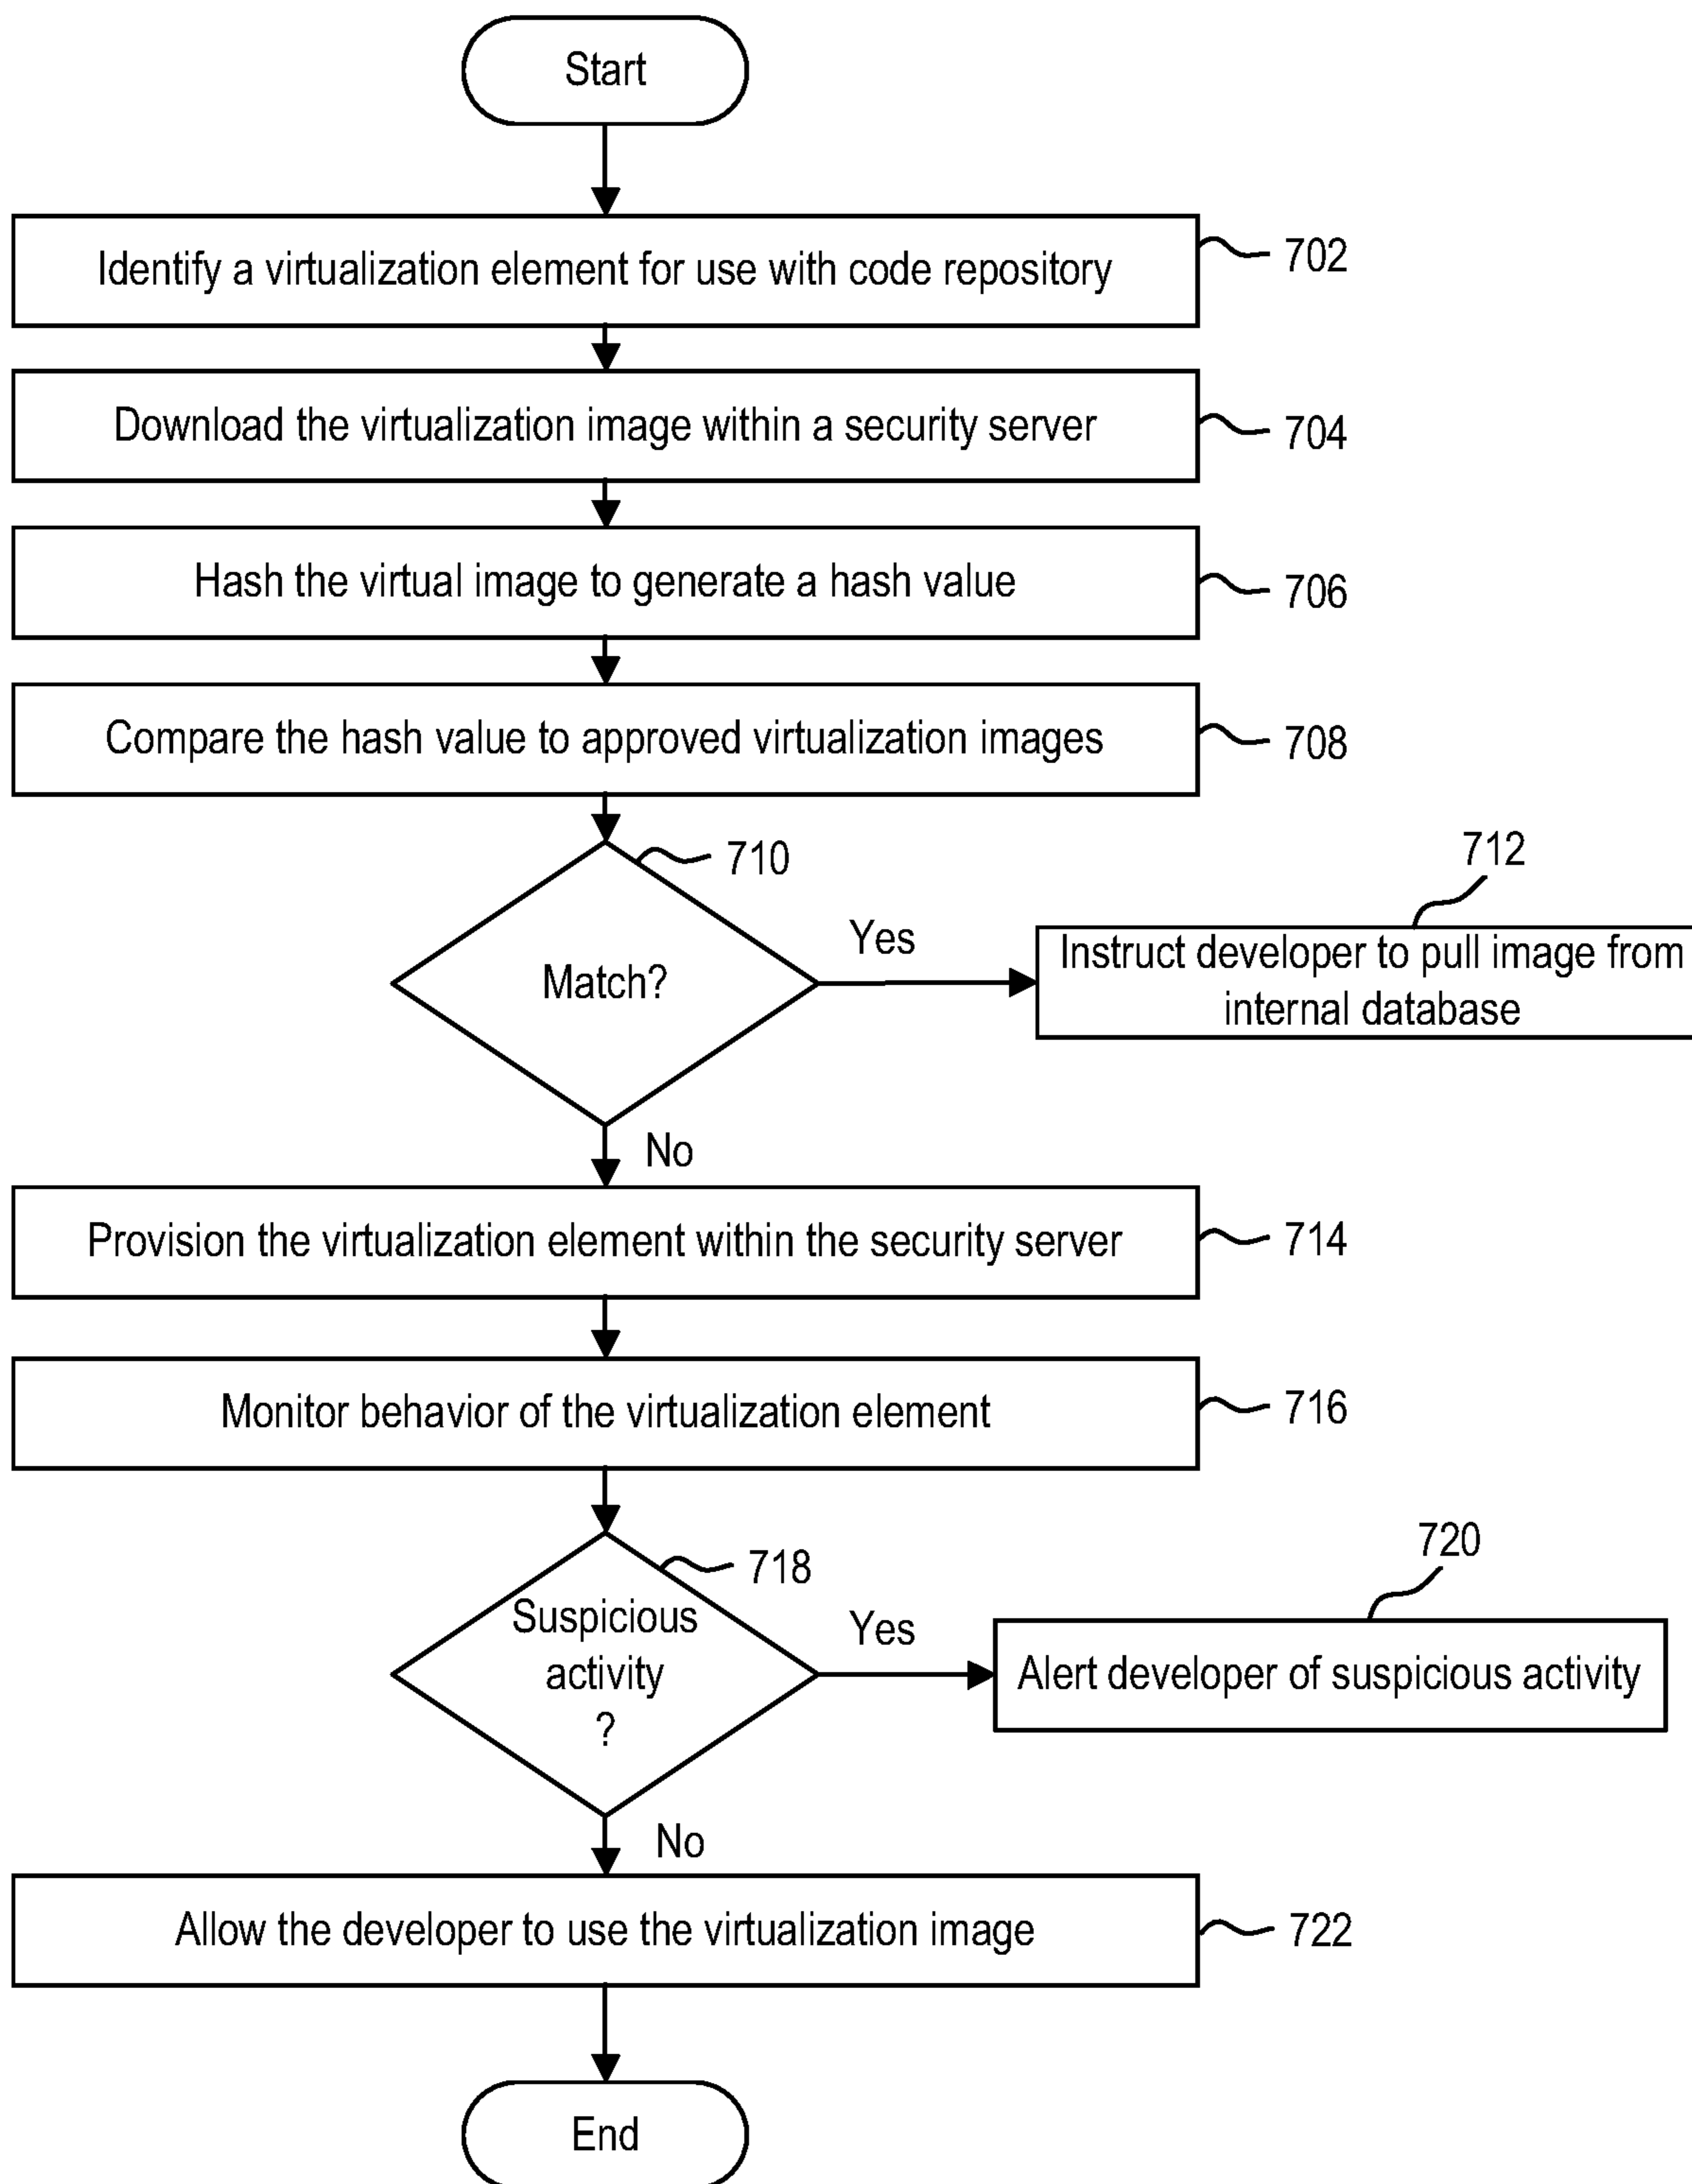 Start
Identify a virtualization element for use with code repository
702
Download the virtualization image within a security server
704
Hash the virtual image to generate a hash value
706
Compare the hash value to approved virtualization images
708
710
Match?
Yes
712
Instruct developer to pull image from
internal database
No
Provision the virtualization element within the security server
714
Monitor behavior of the virtualization element
716
718
Suspicious
activity
?
Yes
720
Alert developer of suspicious activity
No
Allow the developer to use the virtualization image
722
End